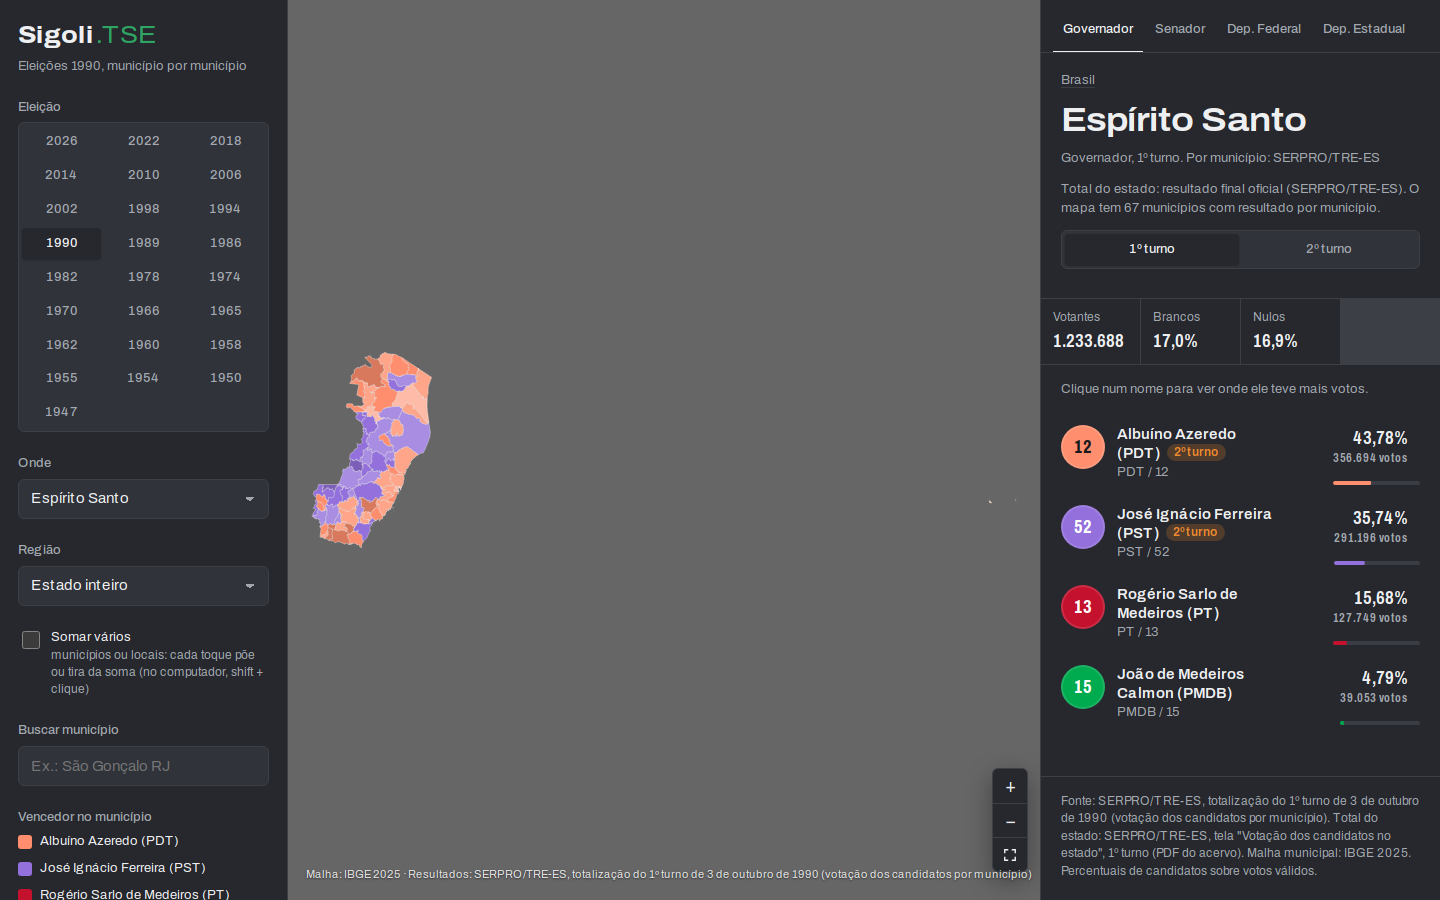 Sigoli.TSE
Eleições 1990, município por município
Eleição
2026 2022 2018
2014 2010 2006
2002 1998 1994
1990 1989 1986
1982 1978 1974
1970 1966 1965
1962 1960 1958
1955 1954 1950
1947
Onde
Espírito Santo
Região
Estado inteiro
Somar vários
municípios ou locais: cada toque põe
ou tira da soma (no computador, shift +
clique)
Buscar município
Ex.: São Gonçalo RJ
Vencedor no município
Albuíno Azeredo (PDT)
José Ignácio Ferreira (PST)
Rogério Sarlo de Medeiros (PT)
+
−
Malha: IBGE 2025 · Resultados: SERPRO/TRE-ES, totalização do 1º turno de 3 de outubro de 1990 (votação dos candidatos por município)
Governador Senador Dep. Federal Dep. Estadual
Brasil
Espírito Santo
Governador, 1º turno. Por município: SERPRO/TRE-ES
Total do estado: resultado final oficial (SERPRO/TRE-ES). O
mapa tem 67 municípios com resultado por município.
1º turno 2º turno
Votantes Brancos Nulos
1.233.688 17,0% 16,9%
Clique num nome para ver onde ele teve mais votos.
12
Albuíno Azeredo
(PDT) 2º turno
PDT / 12
43,78%
356.694 votos
52
José Ignácio Ferreira
(PST) 2º turno
PST / 52
35,74%
291.196 votos
13
Rogério Sarlo de
Medeiros (PT)
PT / 13
15,68%
127.749 votos
15
João de Medeiros
Calmon (PMDB)
PMDB / 15
4,79%
39.053 votos
Fonte: SERPRO/TRE-ES, totalização do 1º turno de 3 de outubro
de 1990 (votação dos candidatos por município). Total do
estado: SERPRO/TRE-ES, tela "Votação dos candidatos no
estado", 1º turno (PDF do acervo). Malha municipal: IBGE 2025.
Percentuais de candidatos sobre votos válidos.